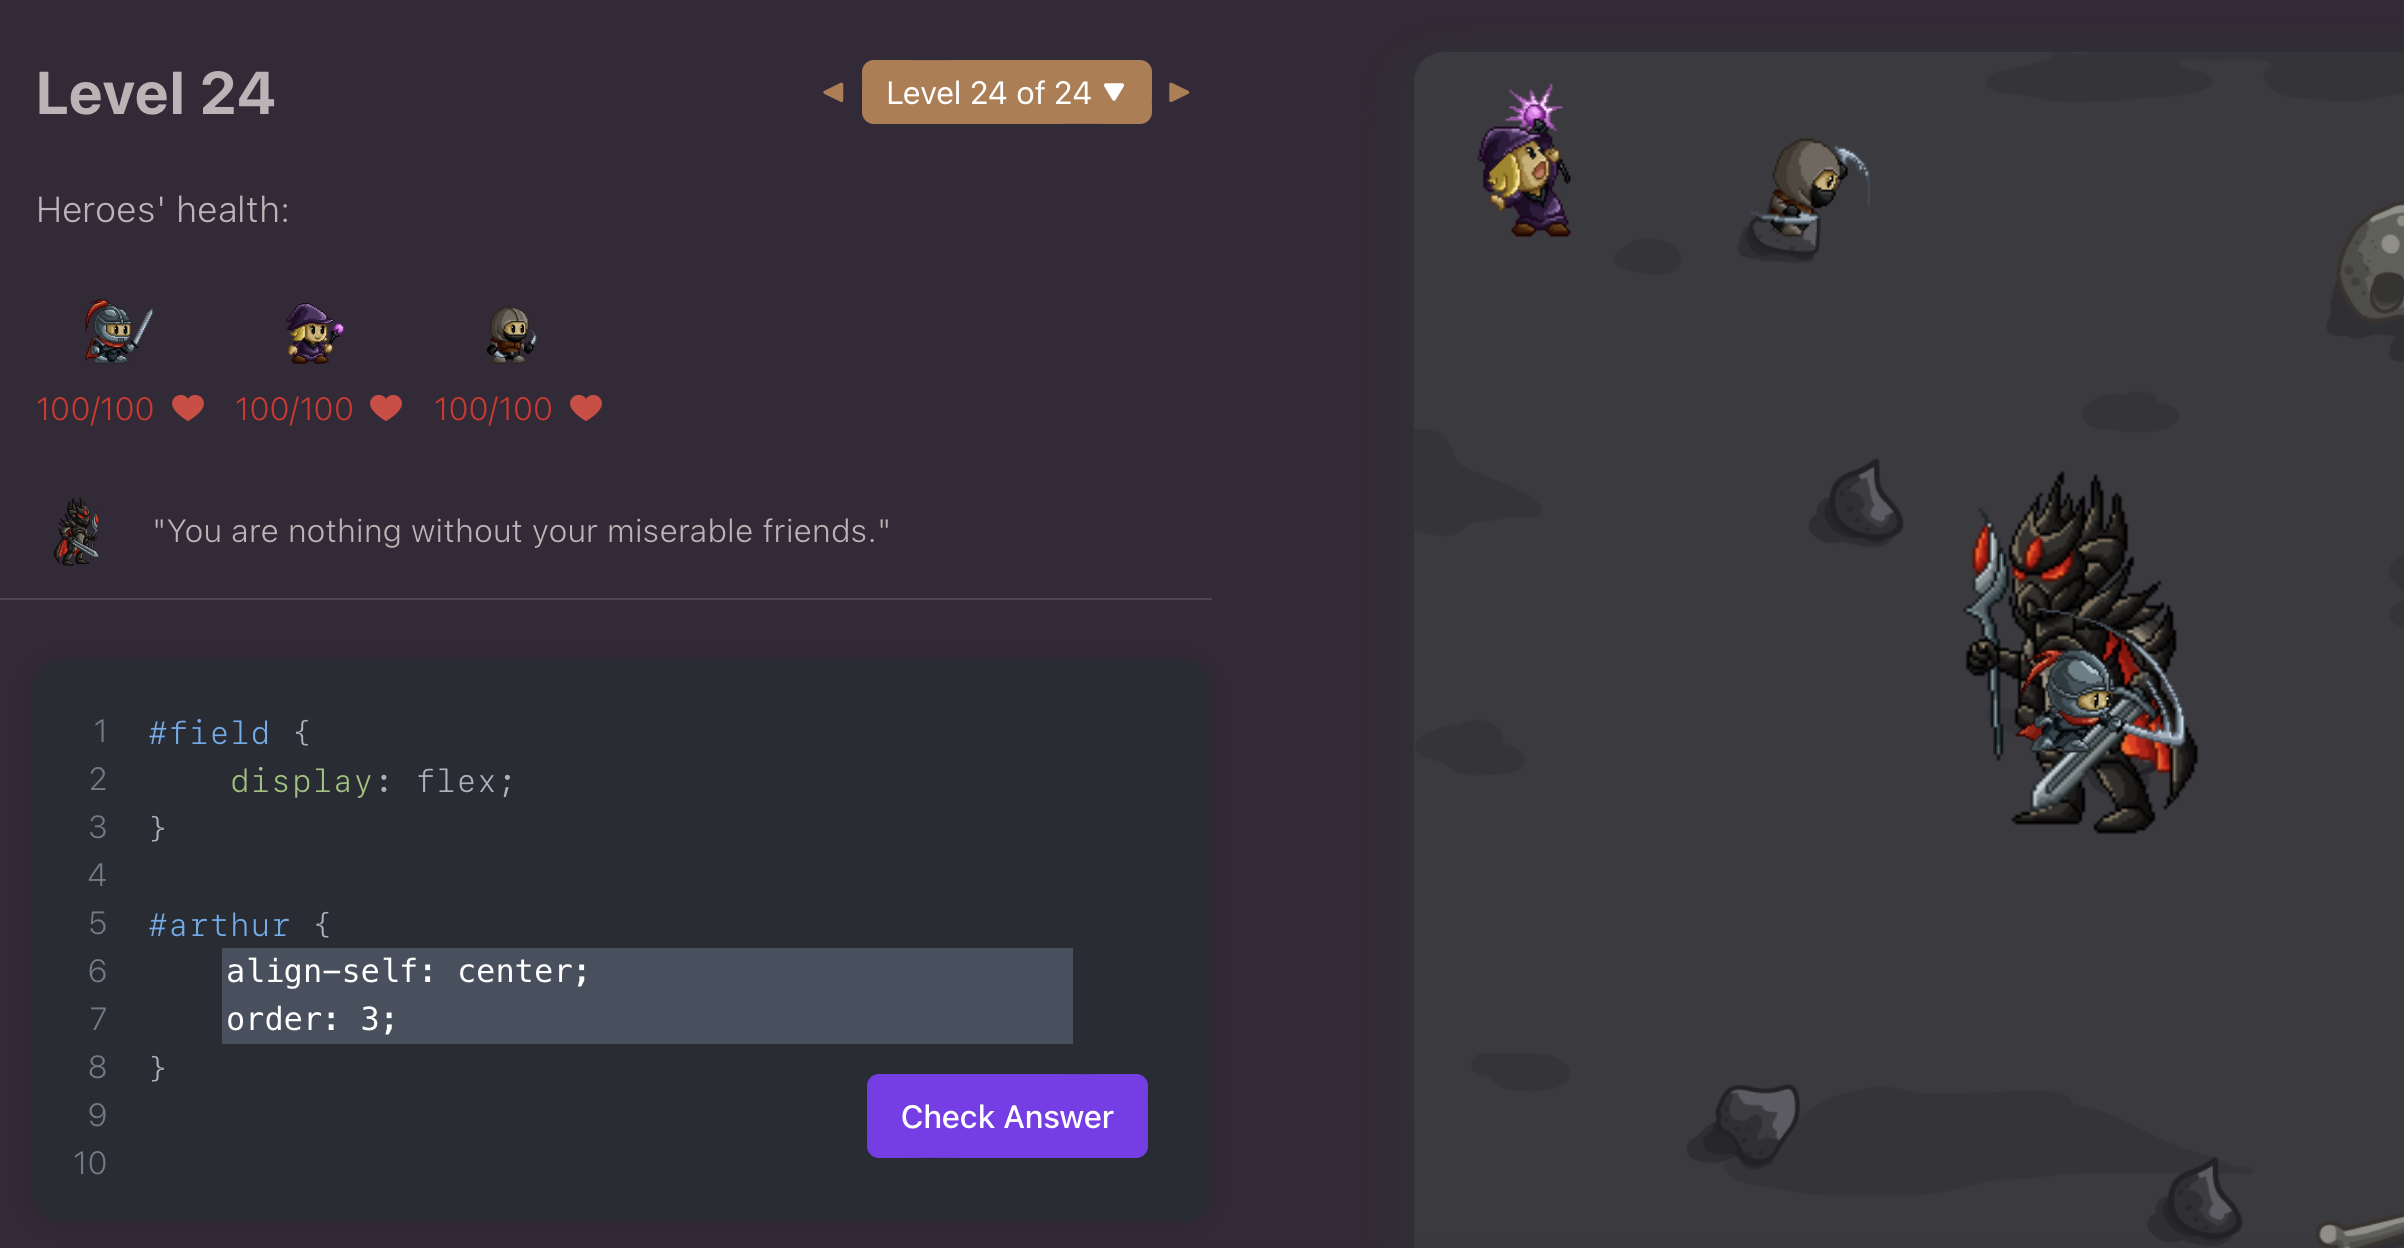 Level 24
Level 24 of 24
Heroes' health:
100/100 100/100 100/100
"You are nothing without your miserable friends."
1 #field {
2 display: flex;
3 }
4
5 #arthur {
6 align-self: center;
7 order: 3;
8 }
9
10
Check Answer